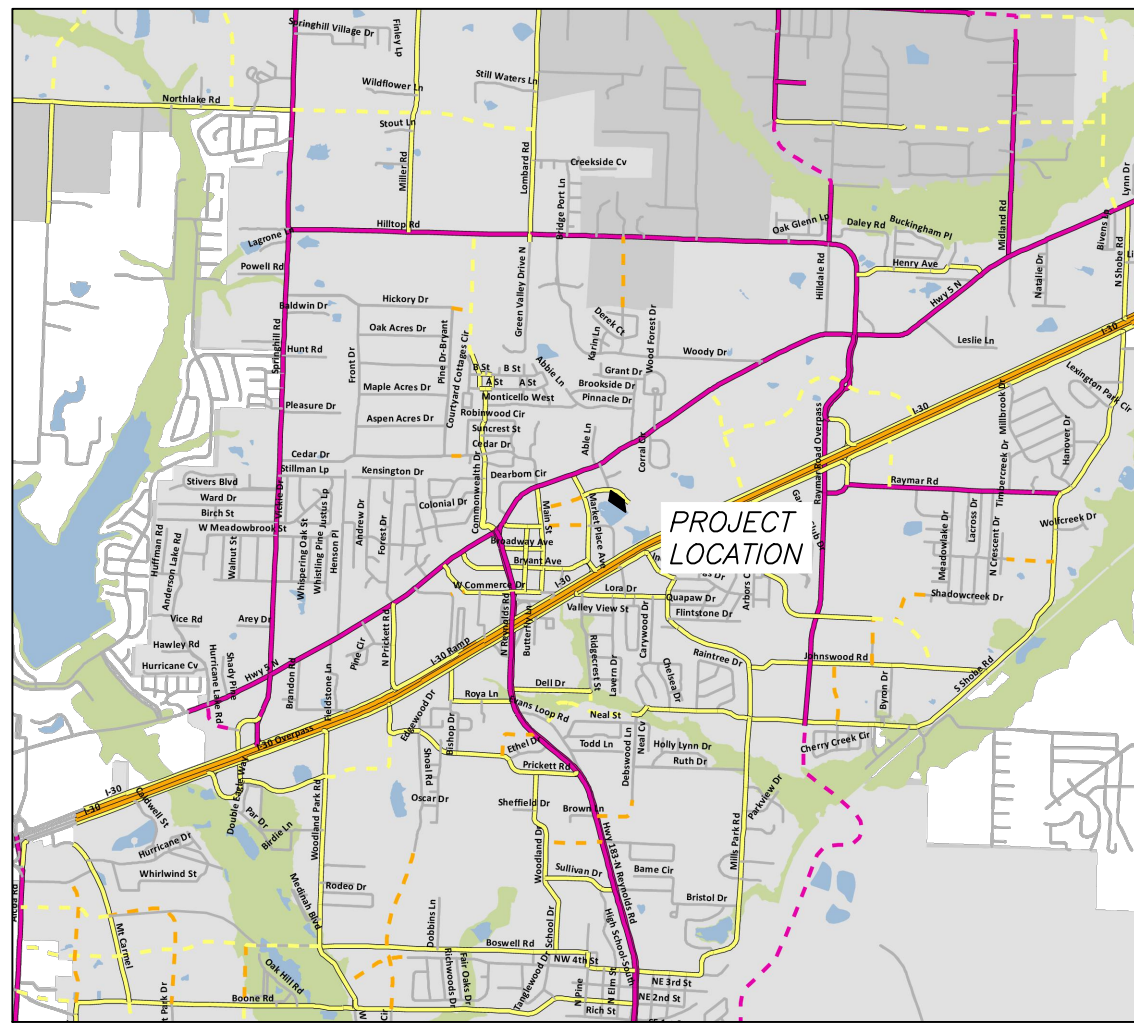 Springhill Village Dr
Finley Lp
Wildflower Ln
Still Waters Ln
Northlake Rd
Stout Ln
Miller Rd
Lombard Rd
Creekside Cv
Bridge Port Ln
Lynn Dr
Hilltop Rd
Lagrone Ln
Powell Rd
Oak Glenn Lp
Daley Rd
Buckingham Pl
Midland Rd
Bivens Ln
N Shobe Rd
Green Valley Drive N
Hilldale Rd
Henry Ave
Natalie Dr
Hwy 5 N
Baldwin Dr
Hickory Dr
Oak Acres Dr
Springhill Rd
Hunt Rd
Front Dr
Pine Dr-Bryant
Courtyard Cottages Cir
Maple Acres Dr
Pleasure Dr
Aspen Acres Dr
Derek Ct
Karin Ln
Wood Forest Dr
Woody Dr
Leslie Ln
I-30
B St
B St
A St
A St
Abbie Ln
Grant Dr
Brookside Dr
Pinnacle Dr
Monticello West
Robinwood Cir
Suncrest St
Cedar Dr
Lexington Park Cir
I-30
Millbrook Dr
Hanover Dr
Able Ln
Corral Cir
Raymar Road Overpass
Cedar Dr
Stillman Lp
Kensington Dr
Dearborn Cir
Stivers Blvd
Ward Dr
Birch St
W Meadowbrook St
Vickie Dr
Justus Lp
Colonial Dr
Commonwealth Dr
Main St
Market Place Ave
Raymar Rd
Timbercreek Dr
Wolfcreek Dr
PROJECT
LOCATION
Huffman Rd
Anderson Lake Rd
Walnut St
Whispering Oak St
Whistling Pine
Henson Pl
Andrew Dr
Forest Dr
Broadway Ave
Bryant Ave
W Commerce Dr
I-30
Lora Dr
Valley View St
Quapaw Dr
Flintstone Dr
Meadowlake Dr
Lacross Dr
N Crescent Dr
Shadowcreek Dr
Vice Rd
Arey Dr
Hawley Rd
Hurricane Cv
Hurricane Lake Rd
Shady Pine
Hwy 5 N
Brandon Rd
Fieldstone Ln
Pine Cir
N Prickett Rd
I-30 Ramp
N Reynolds Rd
Butterfly Ln
Ridgecrest St
Lavern Dr
Carywood Dr
Chelsea Dr
Raintree Dr
Johnswood Rd
S Shobe Rd
Byron Dr
Dell Dr
Roya Ln
Evans Loop Rd
Neal St
Edgewood Dr
Bishop Dr
Ethel Dr
Todd Ln
Debswood Ln
Neal Cv
Holly Lynn Dr
Ruth Dr
Cherry Creek Cir
I-30 Overpass
Shoal Rd
Prickett Rd
Oscar Dr
Sheffield Dr
Brown Ln
Parkview Dr
I-30
I-30
Caldwell St
Double Eagle Way
Par Dr
Birdie Ln
Woodland Park Rd
Hurricane Dr
Whirlwind St
Woodland Dr
Hwy 183-N Reynolds Rd
Mills Park Rd
Sullivan Dr
Bame Cir
Bristol Dr
Rodeo Dr
Medinah Blvd
Mt Carmel
Dobbins Ln
School Dr
High School-South
Boswell Rd
Oak Hill Rd
Richwoods Dr
Fair Oaks Dr
Tanglewood Dr
NW 4th St
N Pine
N Elm St
NE 3rd St
NE 2nd St
Rich St
Boone Rd